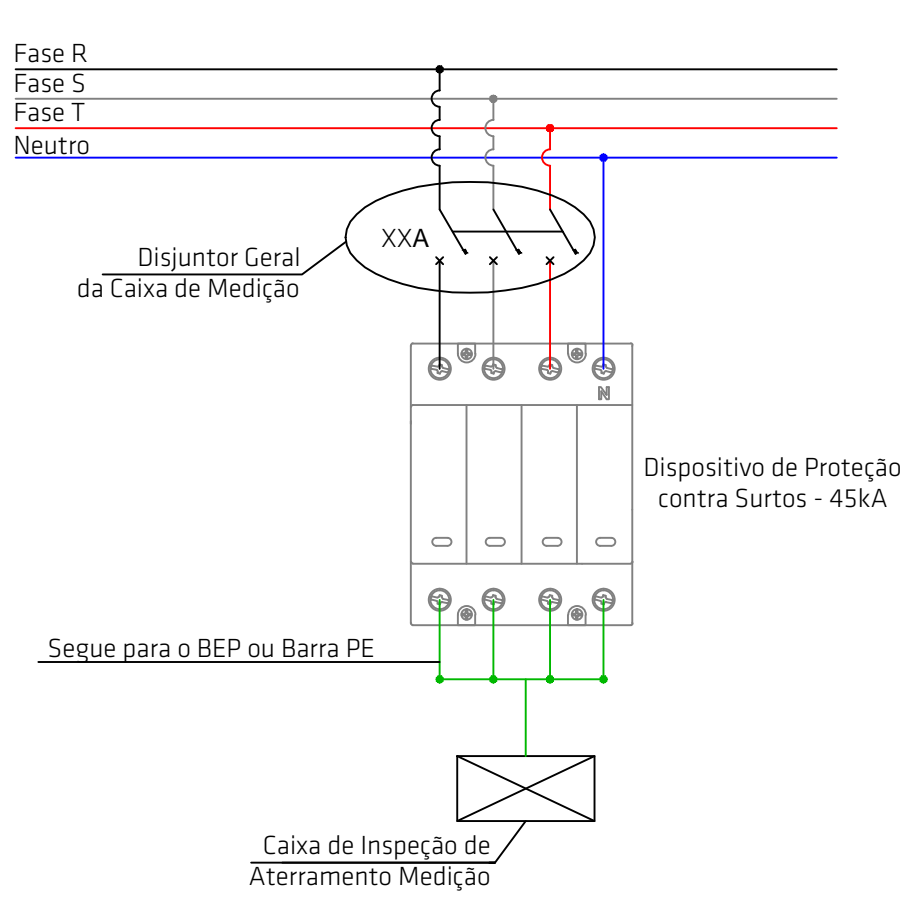 Fase R
Fase S
Fase T
Neutro
XXA
Disjuntor Geral
da Caixa de Medição
N
Dispositivo de Proteção
contra Surtos - 45kA
Segue para o BEP ou Barra PE
Caixa de Inspeção de
Aterramento Medição